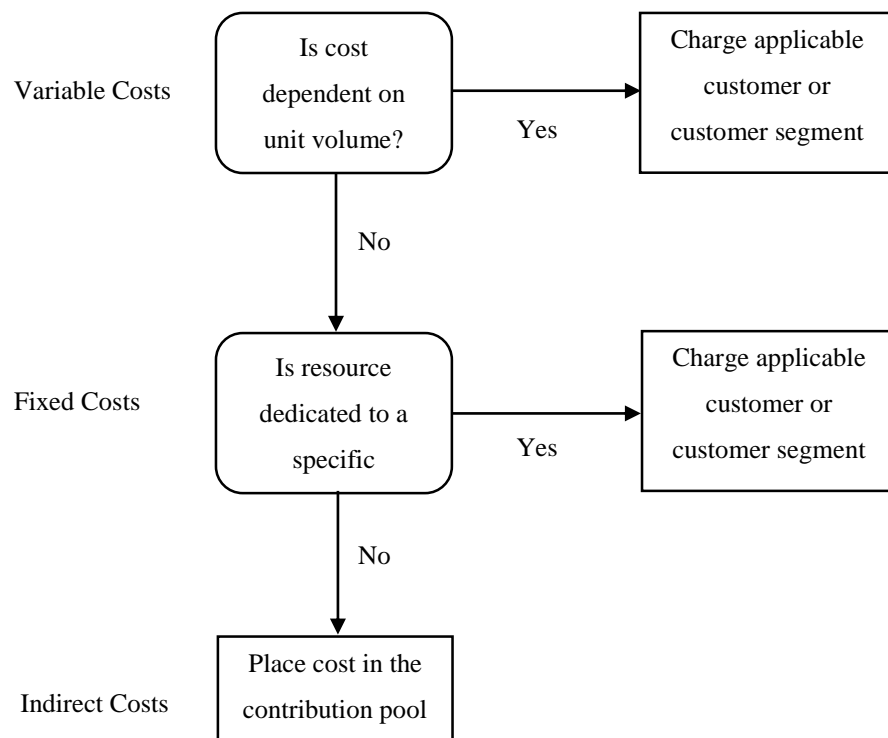 Variable Costs
Is cost
dependent on
unit volume?
Yes
Charge applicable
customer or
customer segment
No
Fixed Costs
Is resource
dedicated to a
specific
Yes
Charge applicable
customer or
customer segment
No
Indirect Costs
Place cost in the
contribution pool